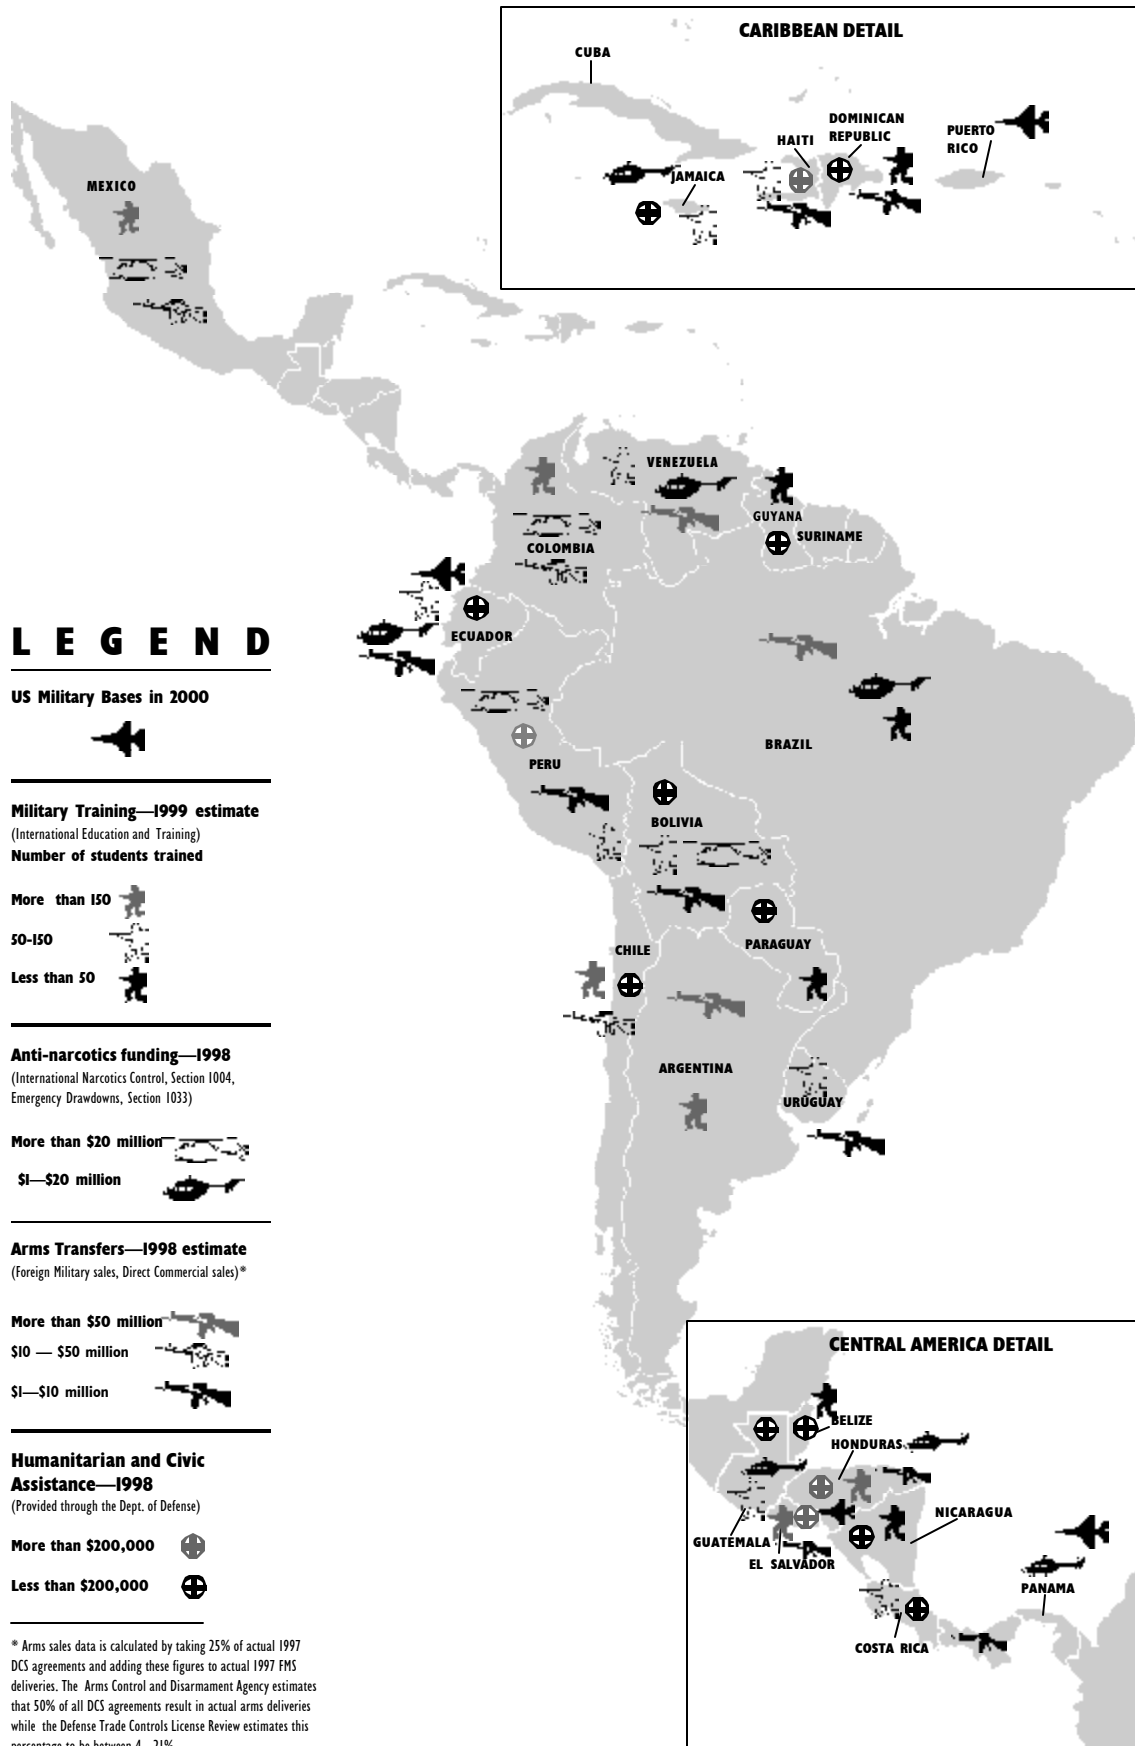 CARIBBEAN DETAIL
CUBA
DOMINICAN
REPUBLIC
HAITI
PUERTO
RICO
JAMAICA
MEXICO
VENEZUELA
GUYANA
SURINAME
COLOMBIA
ECUADOR
BRAZIL
PERU
BOLIVIA
PARAGUAY
CHILE
ARGENTINA
URUGUAY
LEGEND
US Military Bases in 2000
Military Training—1999 estimate
(International Education and Training)
Number of students trained
More than 150
50-150
Less than 50
Anti-narcotics funding—1998
(International Narcotics Control, Section 1004,
Emergency Drawdowns, Section 1033)
More than $20 million
$1—$20 million
Arms Transfers—1998 estimate
(Foreign Military sales, Direct Commercial sales)*
More than $50 million
$10 — $50 million
$1—$10 million
Humanitarian and Civic
Assistance—1998
(Provided through the Dept. of Defense)
More than $200,000
Less than $200,000
* Arms sales data is calculated by taking 25% of actual 1997
DCS agreements and adding these figures to actual 1997 FMS
deliveries. The Arms Control and Disarmament Agency estimates
that 50% of all DCS agreements result in actual arms deliveries
while the Defense Trade Controls License Review estimates this
percentage to be between 4 - 21%
CENTRAL AMERICA DETAIL
BELIZE
HONDURAS
NICARAGUA
GUATEMALA
EL SALVADOR
PANAMA
COSTA RICA